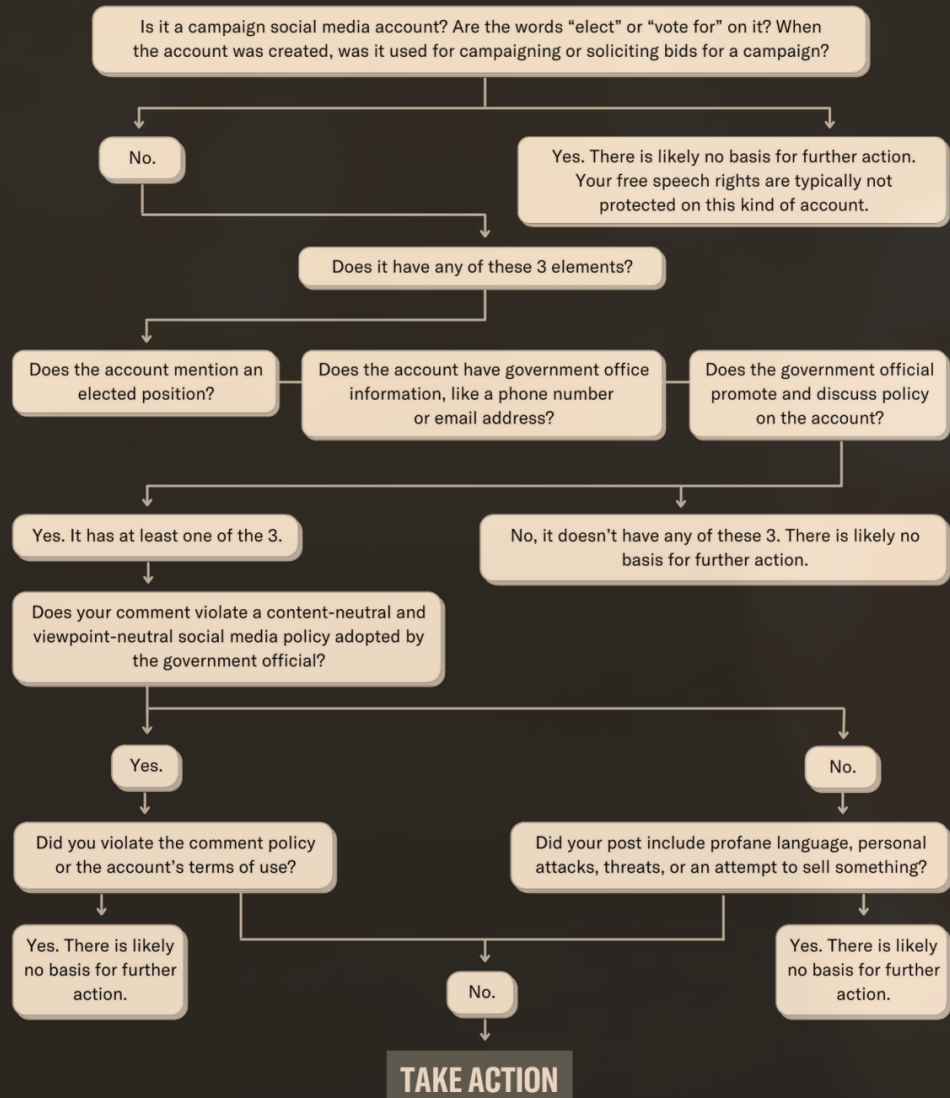 Is it a campaign social media account? Are the words “elect” or “vote for” on it? When
the account was created, was it used for campaigning or soliciting bids for a campaign?
No.
Yes. There is likely no basis for further action.
Your free speech rights are typically not
protected on this kind of account.
Does it have any of these 3 elements?
Does the account mention an
elected position?
Does the account have government office
information, like a phone number
or email address?
Does the government official
promote and discuss policy
on the account?
Yes. It has at least one of the 3.
No, it doesn’t have any of these 3. There is likely no
basis for further action.
Does your comment violate a content-neutral and
viewpoint-neutral social media policy adopted by
the government official?
Yes.
No.
Did you violate the comment policy
or the account’s terms of use?
Did your post include profane language, personal
attacks, threats, or an attempt to sell something?
Yes. There is likely
no basis for further
action.
No.
Yes. There is likely
no basis for further
action.
TAKE ACTION